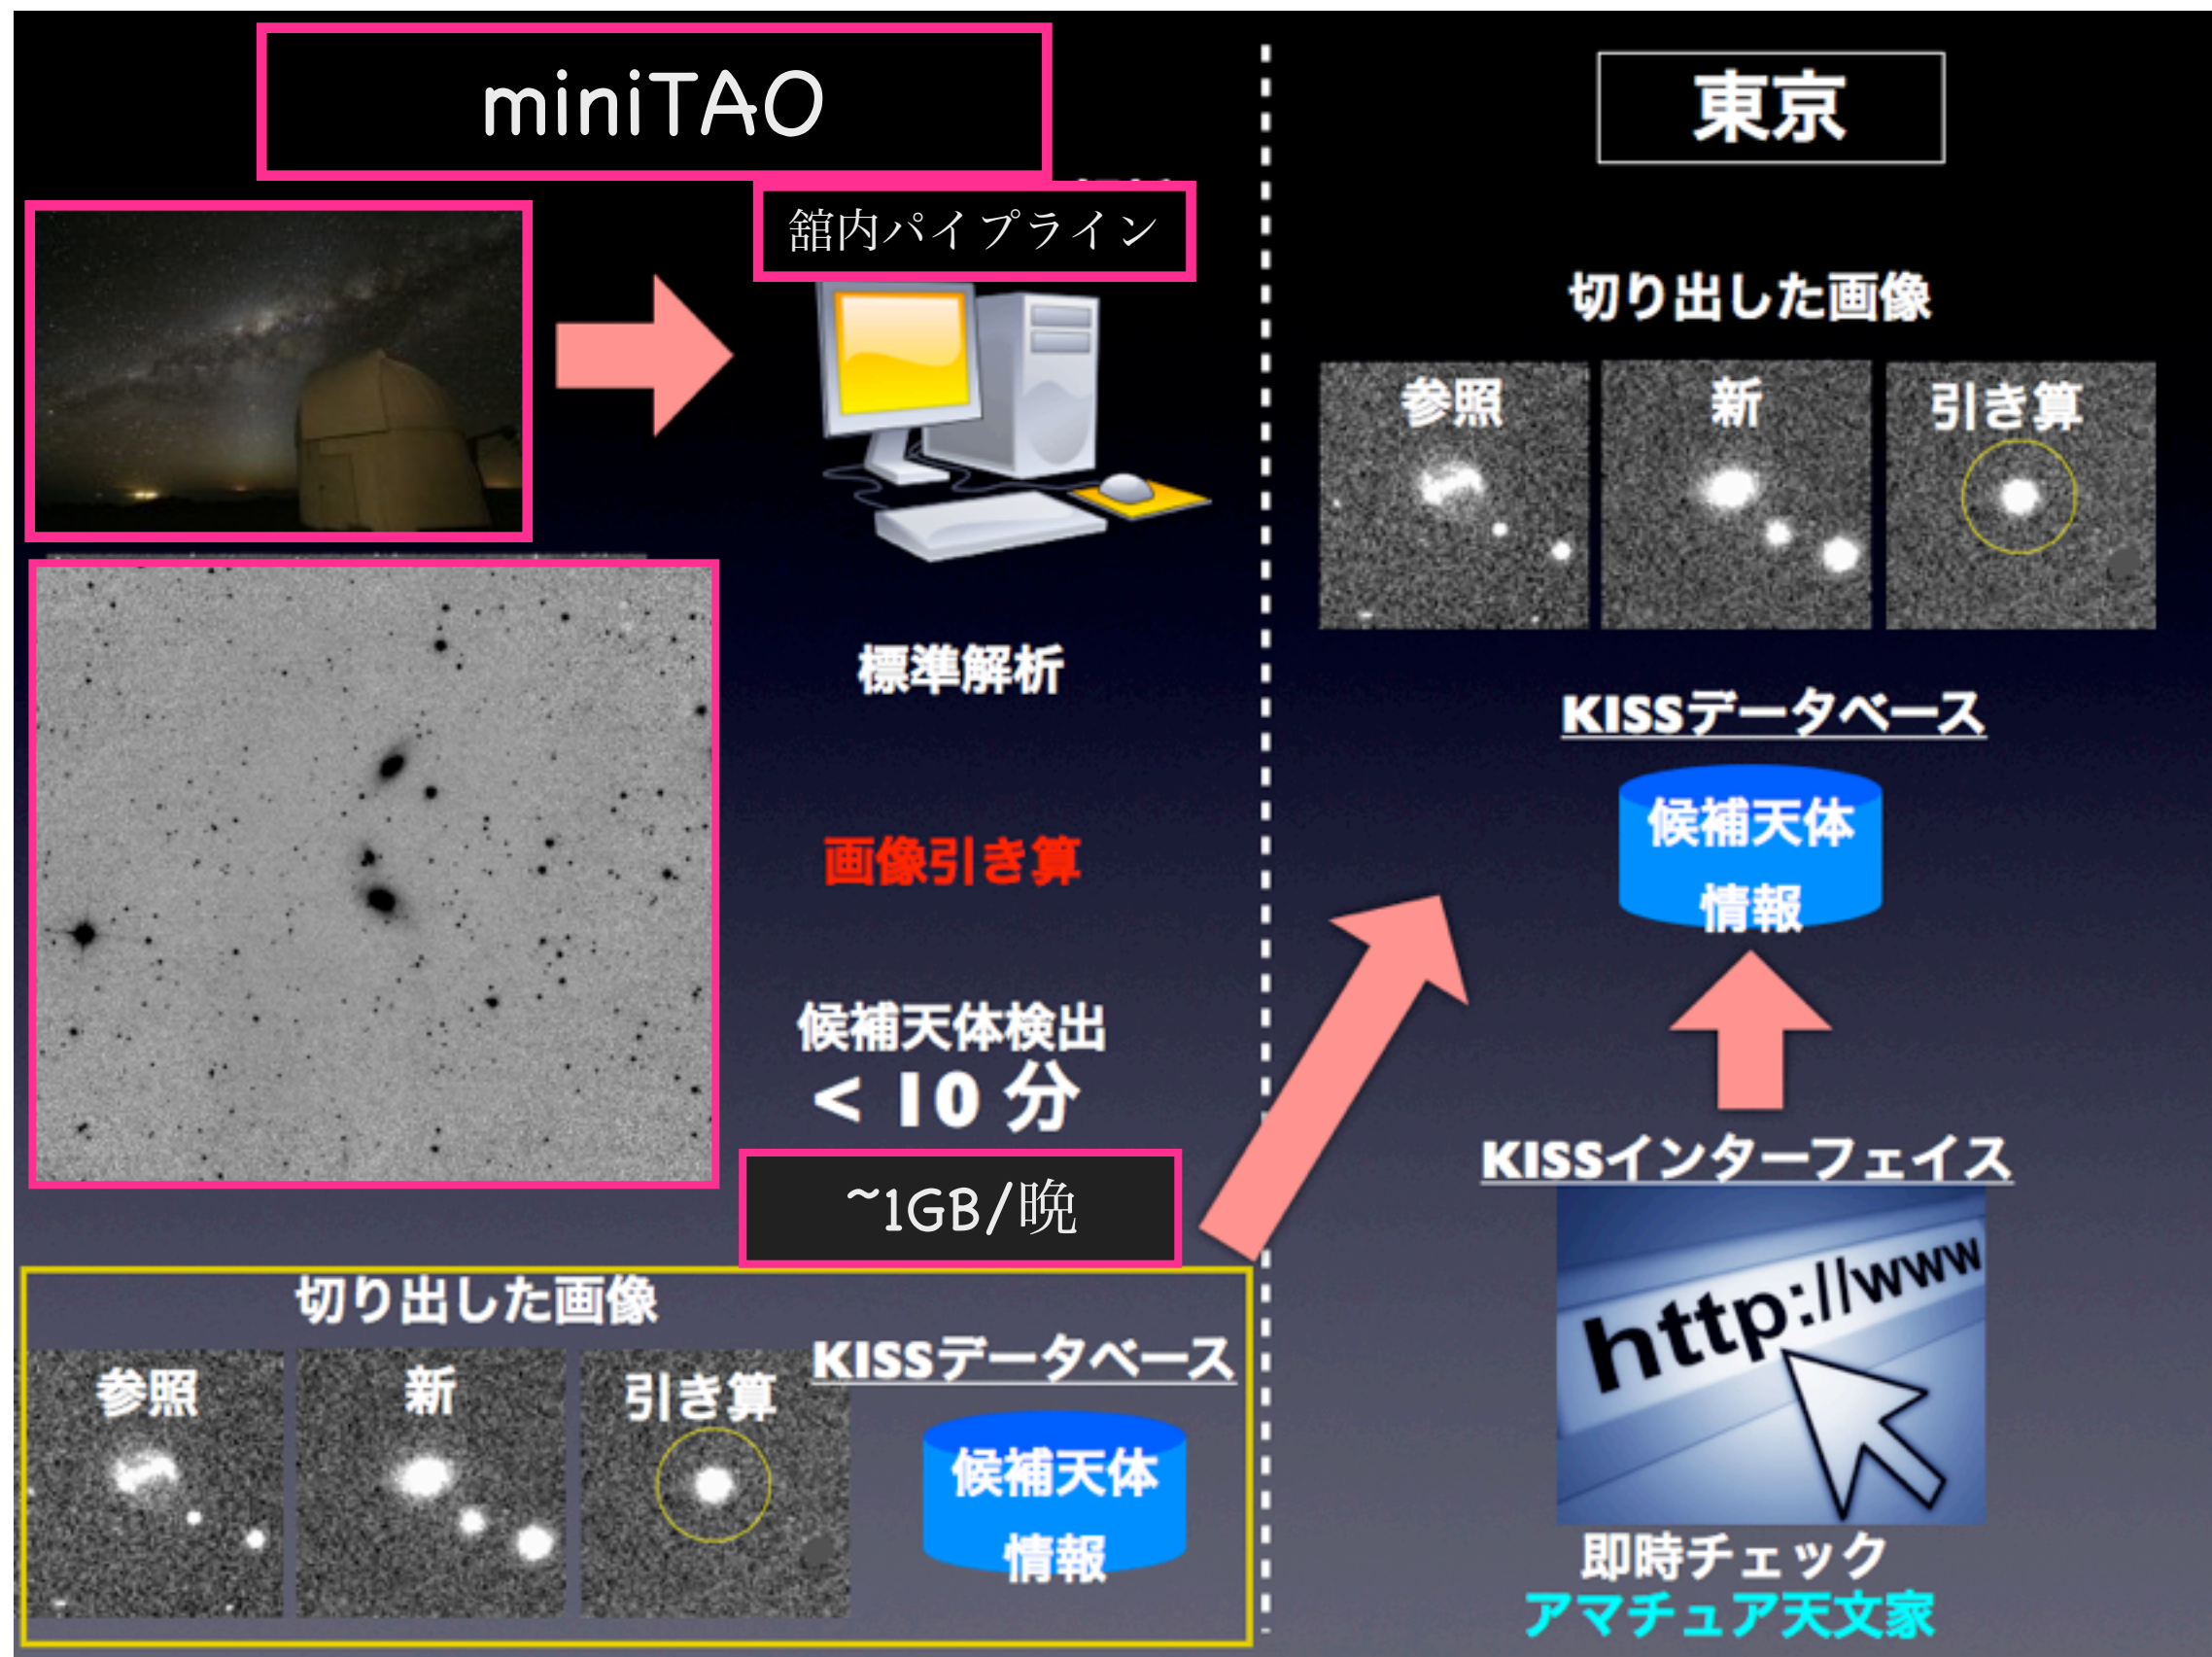 miniTAO
舘内パイプライン
標準解析
画像引き算
候補天体検出
< 10 分
~1GB/晩
切り出した画像
参照 新 引き算
KISSデータベース
候補天体
情報
東京
切り出した画像
参照 新 引き算
KISSデータベース
候補天体
情報
KISSインターフェイス
http://www
即時チェック
アマチュア天文家